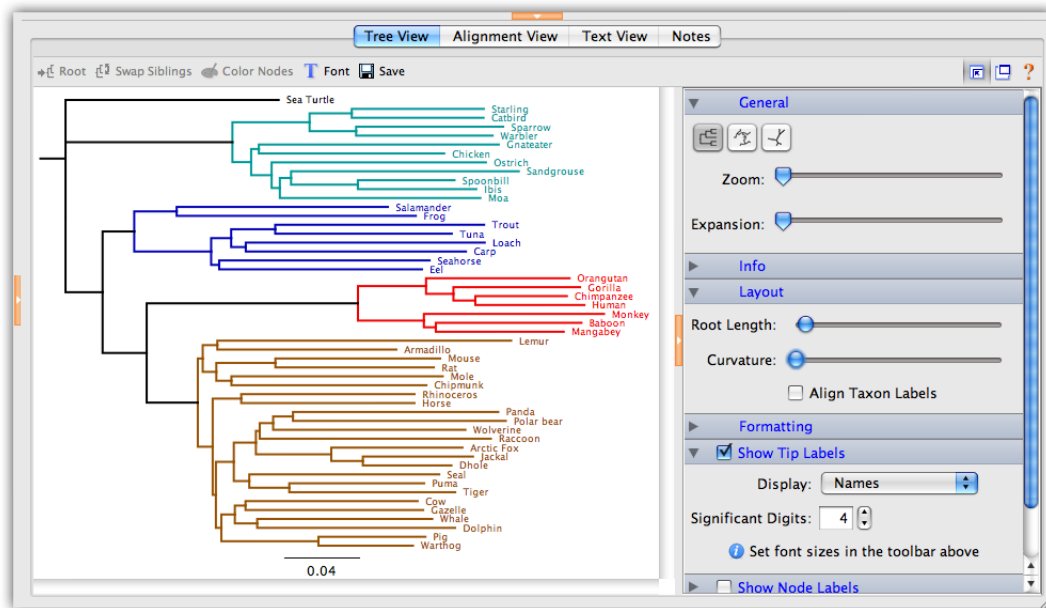 Tree View Alignment View Text View Notes
Root Swap Siblings Color Nodes T Font Save ?
Sea Turtle
Starling
Catbird
Sparrow
Warbler
Gnateater
Chicken
Ostrich
Sandgrouse
Spoonbill
Ibis
Moa
Salamander
Frog
Trout
Tuna
Loach
Carp
Seahorse
Eel
Orangutan
Gorilla
Chimpanzee
Human
Monkey
Baboon
Mangabey
Lemur
Armadillo
Mouse
Rat
Mole
Chipmunk
Rhinoceros
Horse
Panda
Polar bear
Wolverine
Raccoon
Arctic Fox
Jackal
Dhole
Seal
Puma
Tiger
Cow
Gazelle
Whale
Dolphin
Pig
Warthog
0.04
General
Zoom:
Expansion:
Info
Layout
Root Length:
Curvature:
Align Taxon Labels
Formatting
Show Tip Labels
Display: Names
Significant Digits: 4
i Set font sizes in the toolbar above
Show Node Labels